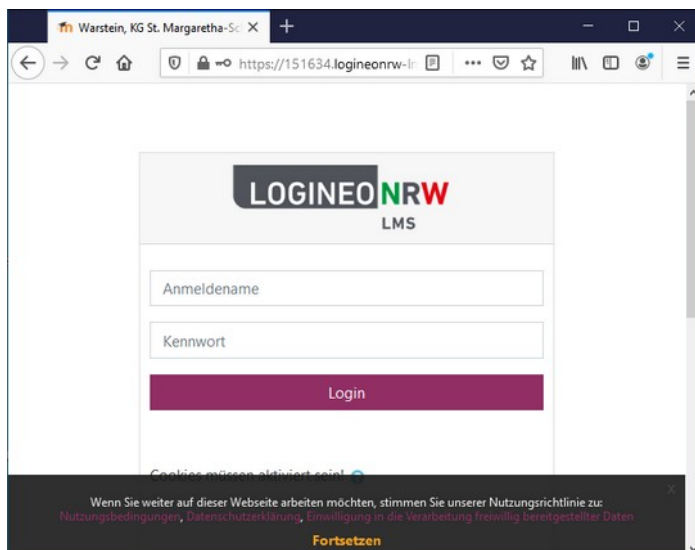 Warstein, KG St. Margaretha-Sc
https://151634.logineonrw-l
LOGINEO NRW
LMS
Anmeldename
Kennwort
Login
Cookies müssen aktiviert sein!
Wenn Sie weiter auf dieser Webseite arbeiten möchten, stimmen Sie unserer Nutzungsrichtlinie zu:
Nutzungsbedingungen, Datenschutzerklärung, Einwilligung in die Verarbeitung freiwillig bereitgestellter Daten
x
Fortsetzen